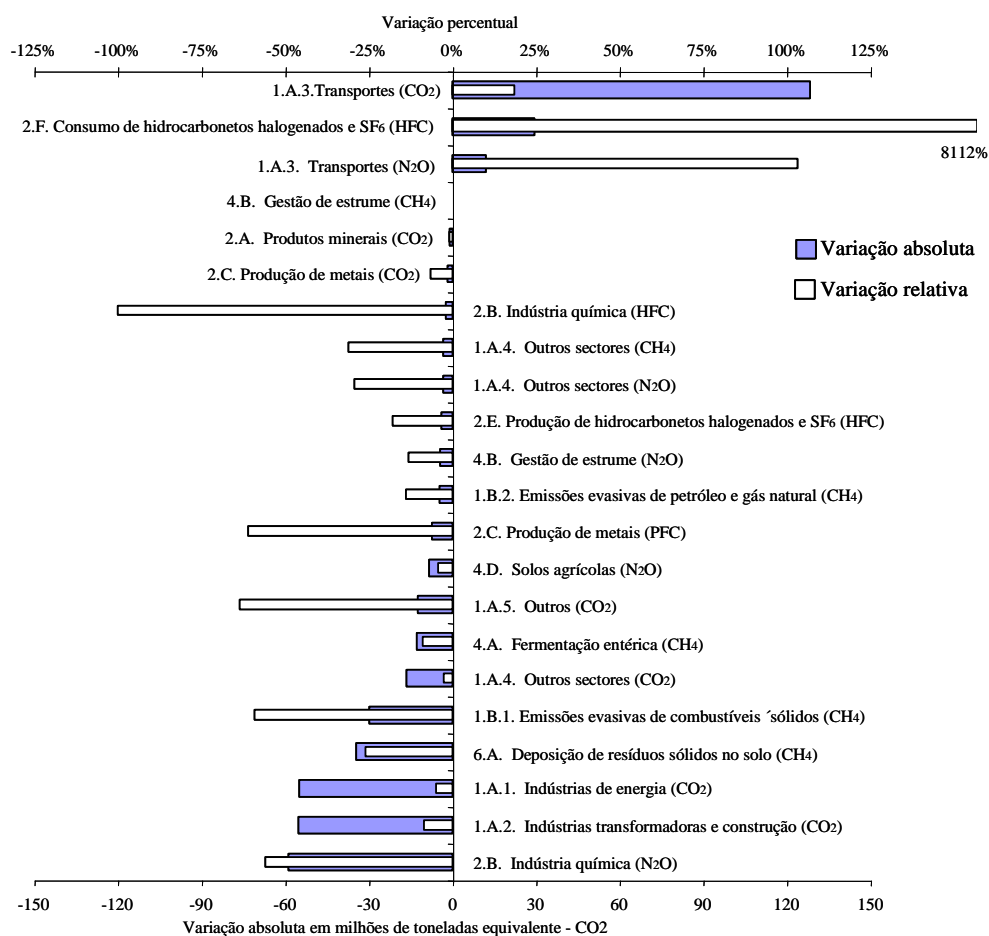 Variação percentual
-125% -100% -75% -50% -25% 0% 25% 50% 75% 100% 125%
1.A.3.Transportes (CO2)
2.F. Consumo de hidrocarbonetos halogenados e SF6 (HFC)
8112%
1.A.3. Transportes (N2O)
4.B. Gestão de estrume (CH4)
2.A. Produtos minerais (CO2)
Variação absoluta
2.C. Produção de metais (CO2)
Variação relativa
2.B. Indústria química (HFC)
1.A.4. Outros sectores (CH4)
1.A.4. Outros sectores (N2O)
2.E. Produção de hidrocarbonetos halogenados e SF6 (HFC)
4.B. Gestão de estrume (N2O)
1.B.2. Emissões evasivas de petróleo e gás natural (CH4)
2.C. Produção de metais (PFC)
4.D. Solos agrícolas (N2O)
1.A.5. Outros (CO2)
4.A. Fermentação entérica (CH4)
1.A.4. Outros sectores (CO2)
1.B.1. Emissões evasivas de combustíveis ´sólidos (CH4)
6.A. Deposição de resíduos sólidos no solo (CH4)
1.A.1. Indústrias de energia (CO2)
1.A.2. Indústrias transformadoras e construção (CO2)
2.B. Indústria química (N2O)
-150 -120 -90 -60 -30 0 30 60 90 120 150
Variação absoluta em milhões de toneladas equivalente - CO2